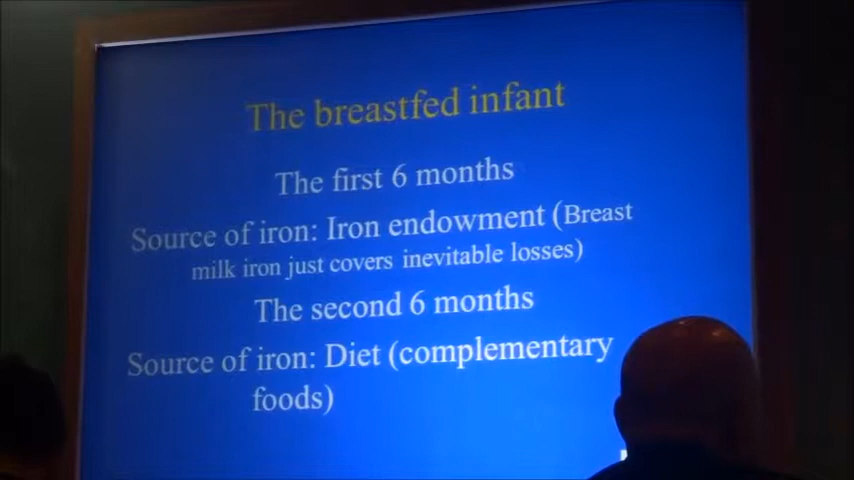 The breastfed infant
The first 6 months
Source of iron: Iron endowment (Breast
milk iron just covers inevitable losses)
The second 6 months
Source of iron: Diet (complementary
foods)